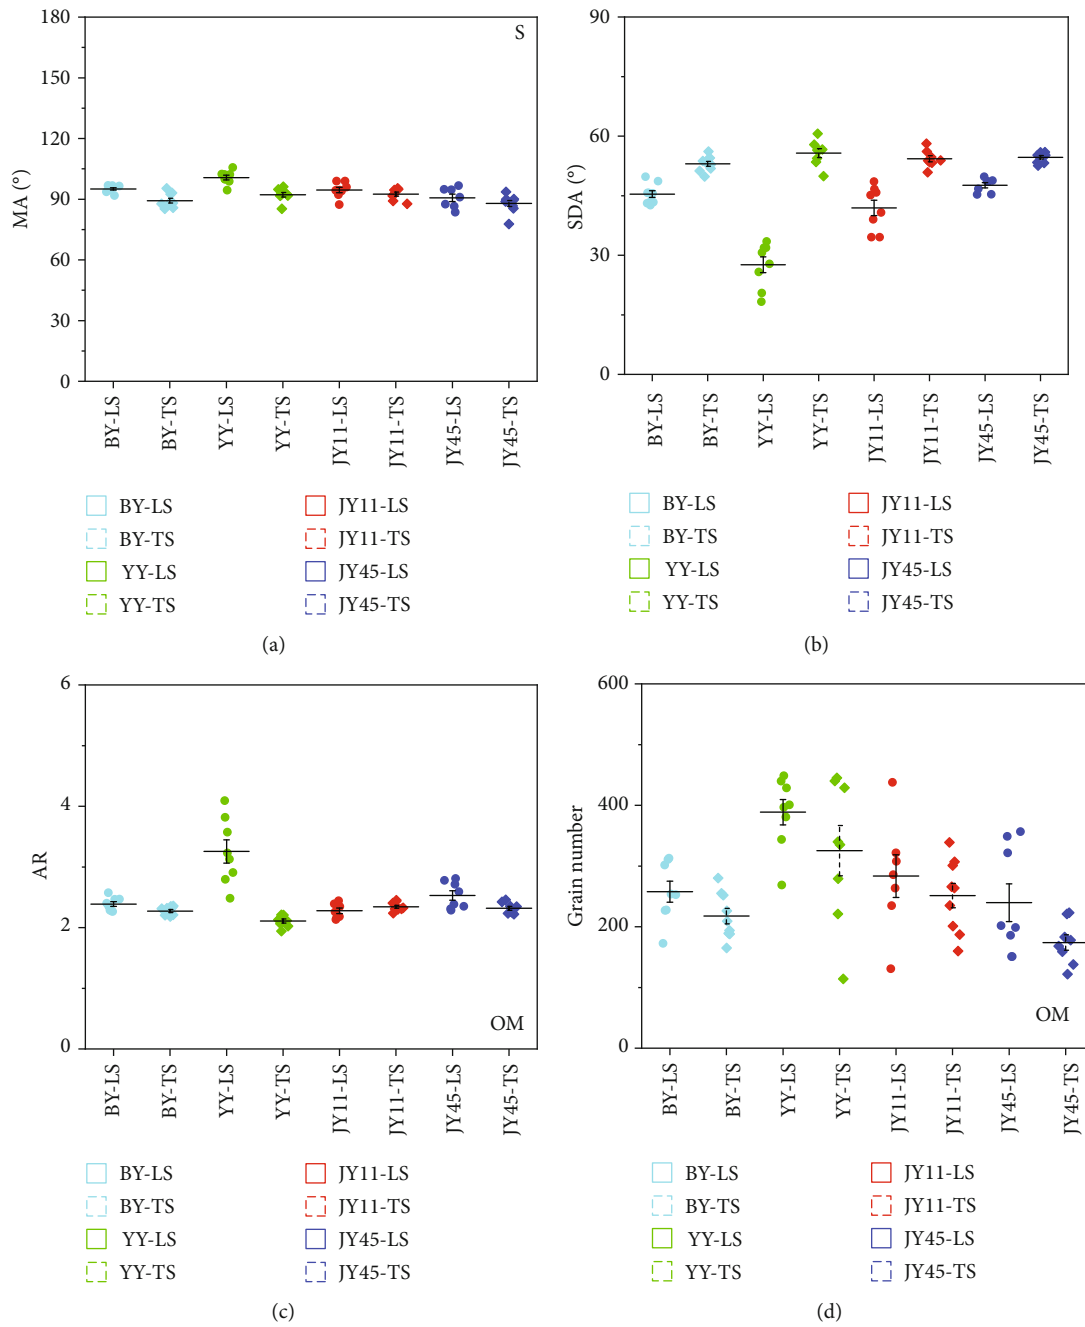 180
S
150
120
90
60
30
0
MA (°)
BY-LS
BY-TS
YY-LS
YY-TS
JY11-LS
JY11-TS
JY45-LS
JY45-TS
BY-LS JY11-LS
BY-TS JY11-TS
YY-LS JY45-LS
YY-TS JY45-TS
(a)
90
60
30
0
SDA (°)
BY-LS
BY-TS
YY-LS
YY-TS
JY11-LS
JY11-TS
JY45-LS
JY45-TS
BY-LS JY11-LS
BY-TS JY11-TS
YY-LS JY45-LS
YY-TS JY45-TS
(b)
6
4
2
0
AR
OM
BY-LS
BY-TS
YY-LS
YY-TS
JY11-LS
JY11-TS
JY45-LS
JY45-TS
BY-LS JY11-LS
BY-TS JY11-TS
YY-LS JY45-LS
YY-TS JY45-TS
(c)
600
400
200
0
Grain number
OM
BY-LS
BY-TS
YY-LS
YY-TS
JY11-LS
JY11-TS
JY45-LS
JY45-TS
BY-LS JY11-LS
BY-TS JY11-TS
YY-LS JY45-LS
YY-TS JY45-TS
(d)